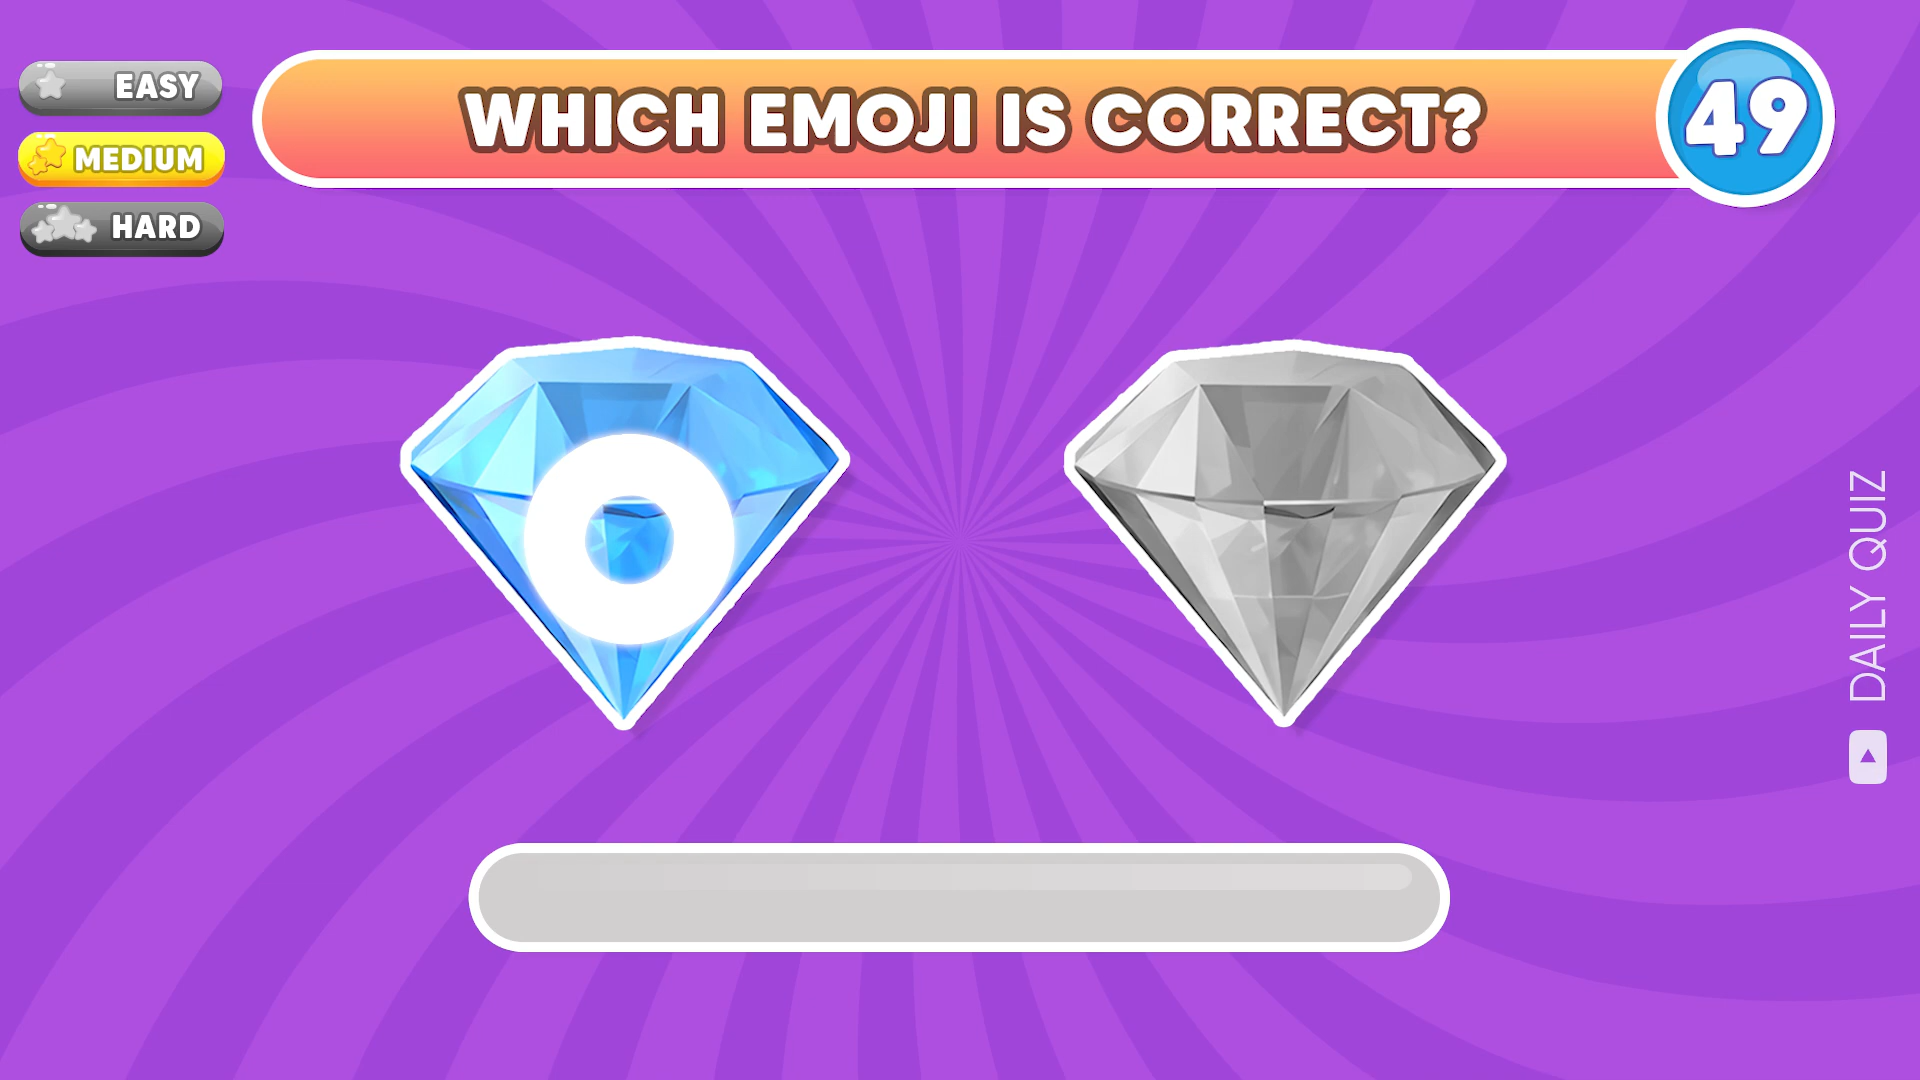 EASY
MEDIUM
HARD
WHICH EMOJI IS CORRECT?
49
DAILY QUIZ